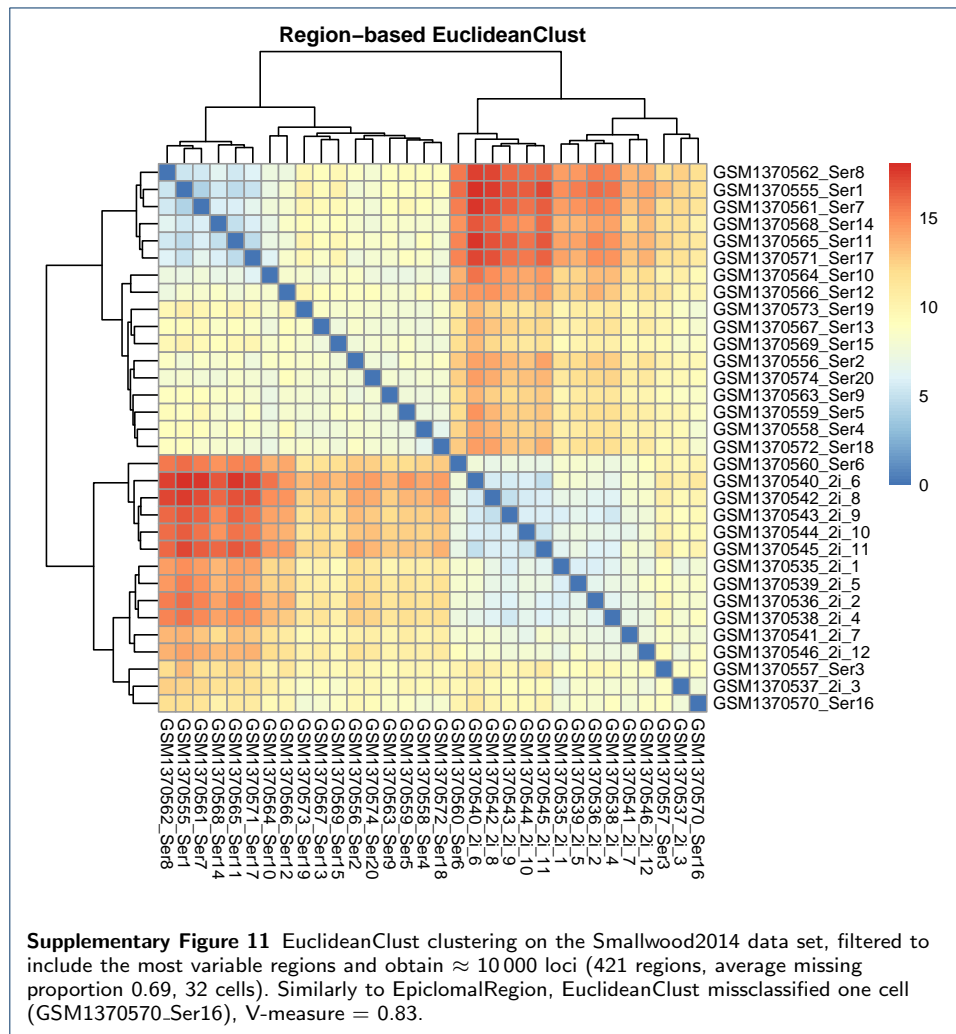 Region−based EuclideanClust
GSM1370562_Ser8
GSM1370555_Ser1
GSM1370561_Ser7
GSM1370568_Ser14
GSM1370565_Ser11
GSM1370571_Ser17
GSM1370564_Ser10
GSM1370566_Ser12
GSM1370573_Ser19
GSM1370567_Ser13
GSM1370569_Ser15
GSM1370556_Ser2
GSM1370574_Ser20
GSM1370563_Ser9
GSM1370559_Ser5
GSM1370558_Ser4
GSM1370572_Ser18
GSM1370560_Ser6
GSM1370540_2i_6
GSM1370542_2i_8
GSM1370543_2i_9
GSM1370544_2i_10
GSM1370545_2i_11
GSM1370535_2i_1
GSM1370539_2i_5
GSM1370536_2i_2
GSM1370538_2i_4
GSM1370541_2i_7
GSM1370546_2i_12
GSM1370557_Ser3
GSM1370537_2i_3
GSM1370570_Ser16
15
10
5
0
GSM1370562_Ser8
GSM1370555_Ser1
GSM1370561_Ser7
GSM1370568_Ser14
GSM1370565_Ser11
GSM1370571_Ser17
GSM1370564_Ser10
GSM1370566_Ser12
GSM1370573_Ser19
GSM1370567_Ser13
GSM1370569_Ser15
GSM1370556_Ser2
GSM1370574_Ser20
GSM1370563_Ser9
GSM1370559_Ser5
GSM1370558_Ser4
GSM1370572_Ser18
GSM1370560_Ser6
GSM1370540_2i_6
GSM1370542_2i_8
GSM1370543_2i_9
GSM1370544_2i_10
GSM1370545_2i_11
GSM1370535_2i_1
GSM1370539_2i_5
GSM1370536_2i_2
GSM1370538_2i_4
GSM1370541_2i_7
GSM1370546_2i_12
GSM1370557_Ser3
GSM1370537_2i_3
GSM1370570_Ser16
Supplementary Figure 11 EuclideanClust clustering on the Smallwood2014 data set, filtered to
include the most variable regions and obtain ≈ 10 000 loci (421 regions, average missing
proportion 0.69, 32 cells). Similarly to EpiclomalRegion, EuclideanClust missclassified one cell
(GSM1370570_Ser16), V-measure = 0.83.